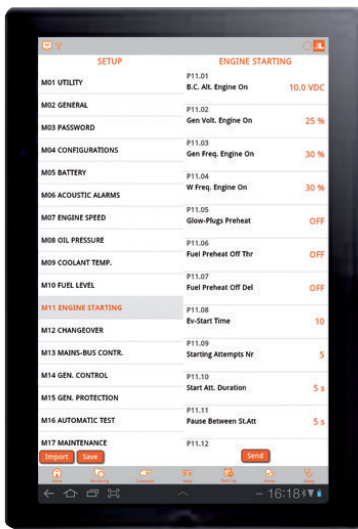 SETUP
ENGINE STARTING
M01 UTILITY
M02 GENERAL
M03 PASSWORD
M04 CONFIGURATIONS
M05 BATTERY
M06 ACOUSTIC ALARMS
M07 ENGINE SPEED
M08 OIL PRESSURE
M09 COOLANT TEMP.
M10 FUEL LEVEL
M11 ENGINE STARTING
M12 CHANGEOVER
M13 MAINS-BUS CONTR.
M14 GEN. CONTROL
M15 GEN. PROTECTION
M16 AUTOMATIC TEST
M17 MAINTENANCE
Import Save
P11.01
B.C. Alt. Engine On 10.0 VDC
P11.02
Gen Volt. Engine On 25 %
P11.03
Gen Freq. Engine On 30 %
P11.04
W Freq. Engine On 30 %
P11.05
Glow-Plugs Preheat OFF
P11.06
Fuel Preheat Off Thr OFF
P11.07
Fuel Preheat Off Del OFF
P11.08
Ev-Start Time 10
P11.09
Starting Attempts Nr 5
P11.10
Start Att. Duration 5 s
P11.11
Pause Between St.Att 5 s
P11.12
Send
16:18